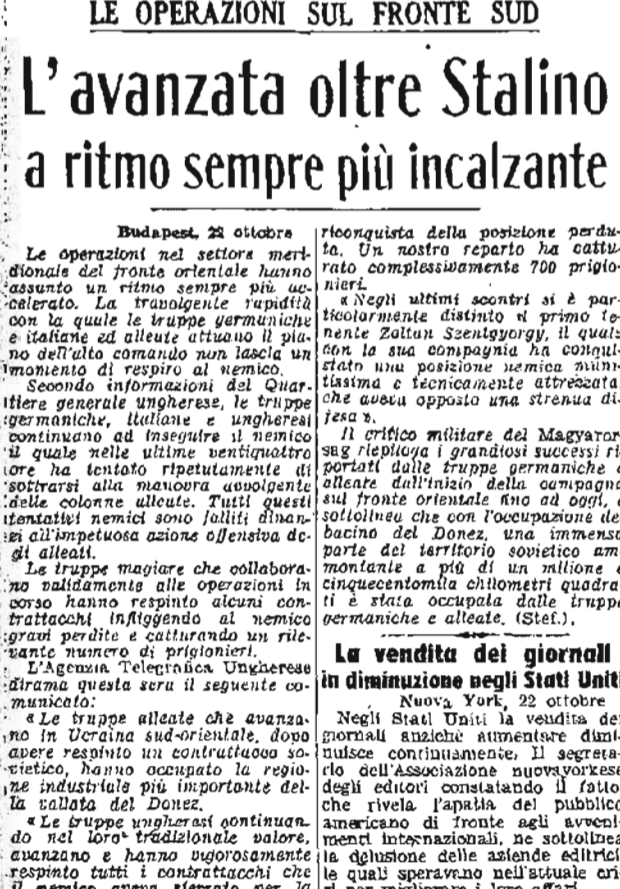 LE OPERAZIONI SUL FRONTE SUD
L'avanzata oltre Stalino
a ritmo sempre più incalzante
Budapest, 22 ottobre
Le operazioni nel settore meri-
dionale del fronte orientale hanno
assunto un ritmo sempre più ac-
celerato. La travolgente rapidità
con la quale le truppe germaniche
e italiane ed alleate attuano il pia-
no dell'alto comando non lascia un
momento di respiro al nemico.
Secondo informazioni del Quar-
tiere generale ungherese, le truppe
germaniche, italiane e ungheresi
continuano ad inseguire il nemico
il quale nelle ultime ventiquattro
ore ha tentato ripetutamente di
sottrarsi alla manovra avvolgente
delle colonne alleate. Tutti questi
tentativi nemici sono falliti dinan-
zi all'impetuosa azione offensiva de-
gli alleati.
Le truppe magiare che collabora-
no validamente alle operazioni in
corso hanno respinto alcuni con-
trattacchi infliggendo al nemico
gravi perdite e catturando un rile-
vante numero di prigionieri.
L'Agenzia Telegrafica Ungherese
dirama questa sera il seguente co-
municato:
« Le truppe alleate che avanza-
no in Ucraina sud-orientale, dopo
avere respinto un contrattacco so-
vietico, hanno occupato la regio-
ne industriale più importante del-
la vallata del Donez.
« Le truppe ungheresi continuan-
do nel loro tradizionale valore,
avanzano e hanno vigorosamente
respinto tutti i contrattacchi che
il nemico aveva sferrato per la
riconquista della posizione perdu-
ta. Un nostro reparto ha cattu-
rato complessivamente 700 prigio-
nieri.
« Negli ultimi scontri si è par-
ticolarmente distinto il primo te-
nente Zoltan Szentgyorgy, il quale
con la sua compagnia ha conqui-
stato una posizione nemica muni-
tissima e tecnicamente attrezzata,
che aveva opposto una strenua di-
fesa ».
Il critico militare del Magyaror-
sag riepiloga i grandiosi successi ri-
portati dalle truppe germaniche e
alleate dall'inizio della campagna
sul fronte orientale fino ad oggi, e
sottolinea che con l'occupazione del
bacino del Donez, una immensa
parte del territorio sovietico am-
montante a più di un milione e
cinquecentomila chilometri quadra-
ti è stata occupata dalle truppe
germaniche e alleate. (Stef.).
La vendita dei giornali
in diminuzione negli Stati Uniti
Nuova York, 22 ottobre
Negli Stati Uniti la vendita dei
giornali anziché aumentare dimi-
nuisce continuamente. Il segreta-
rio dell'Associazione nuovayorkese
degli editori constatando il fatto
che rivela l'apatia del pubblico
americano di fronte agli avveni-
menti internazionali, ne sottolinea
la delusione delle aziende editrici
le quali speravano nell'attuale cri-
si per migliorare i loro affari.